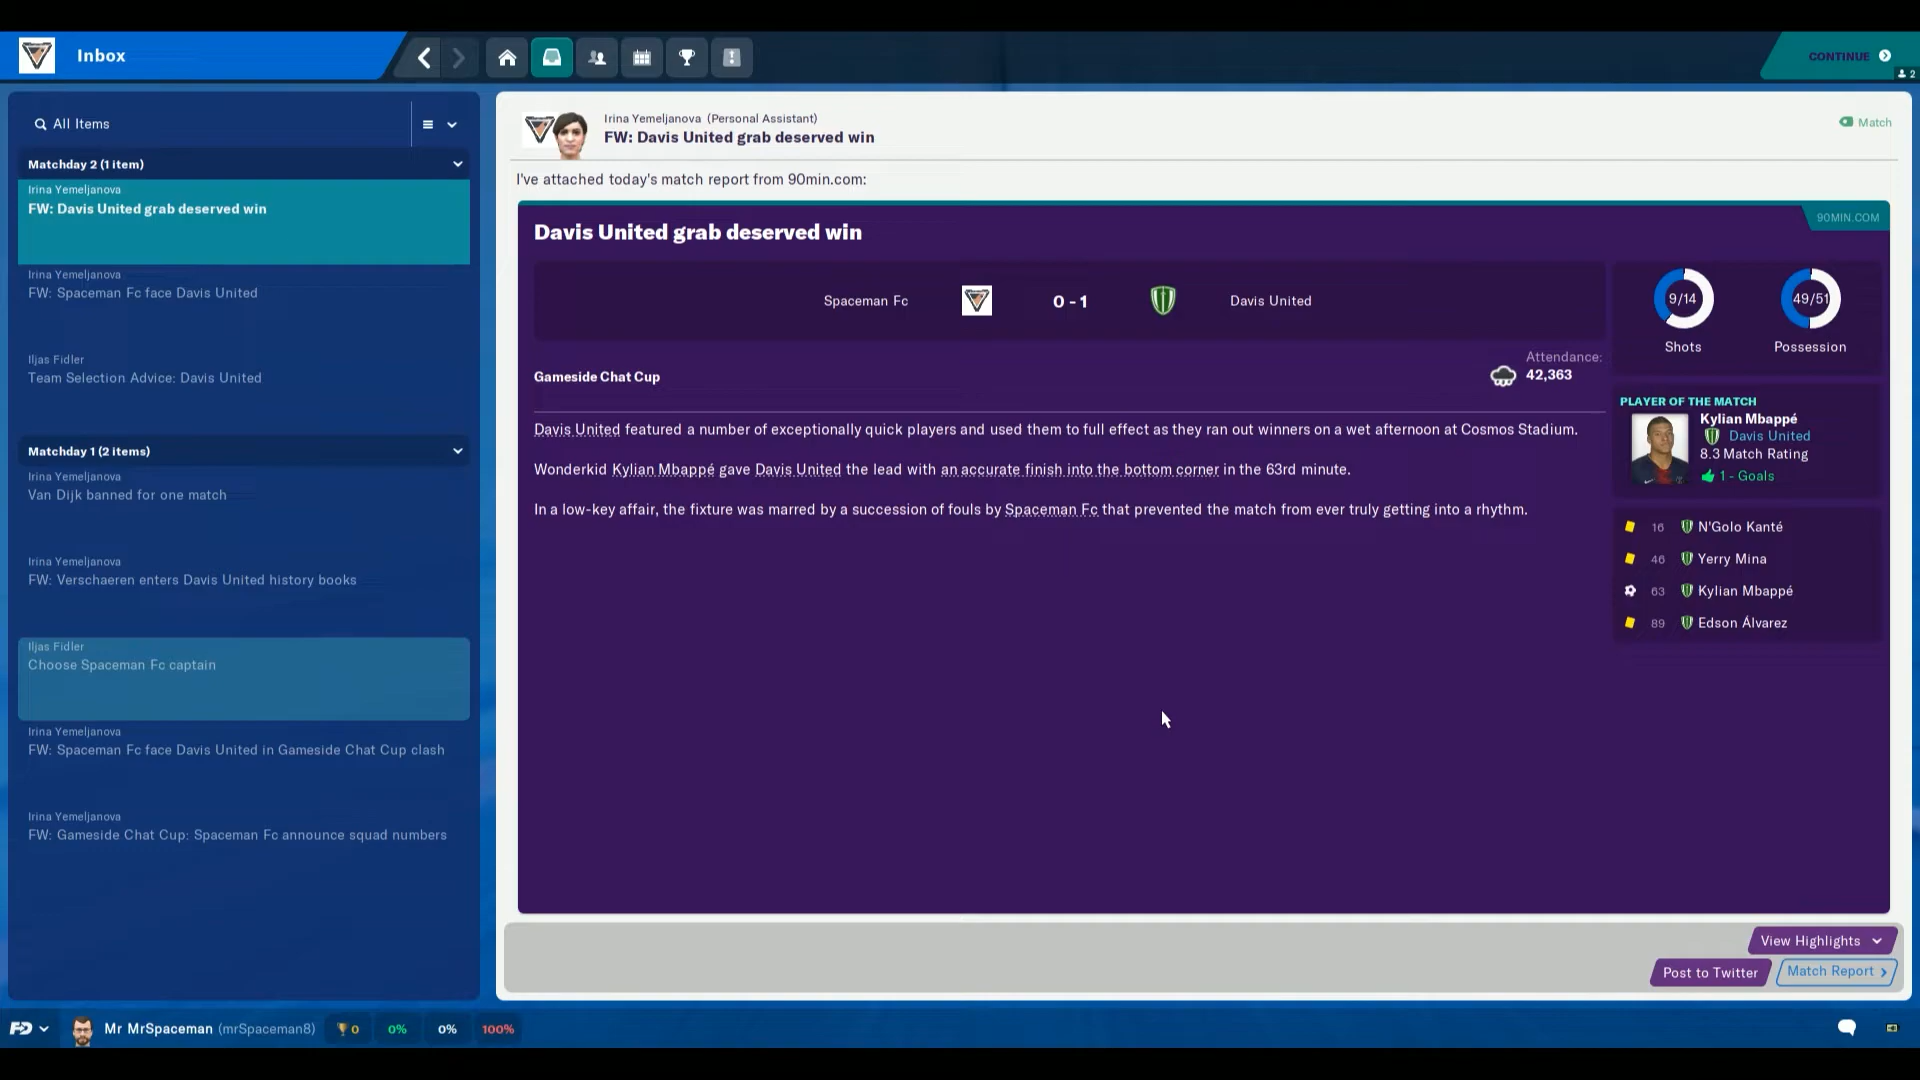 Inbox
CONTINUE
2
All Items
Matchday 2 (1 item)
Irina Yemeljanova
FW: Davis United grab deserved win
Irina Yemeljanova
FW: Spaceman Fc face Davis United
Iljas Fidler
Team Selection Advice: Davis United
Matchday 1 (2 items)
Irina Yemeljanova
Van Dijk banned for one match
Irina Yemeljanova
FW: Verschaeren enters Davis United history books
Iljas Fidler
Choose Spaceman Fc captain
Irina Yemeljanova
FW: Spaceman Fc face Davis United in Gameside Chat Cup clash
Irina Yemeljanova
FW: Gameside Chat Cup: Spaceman Fc announce squad numbers
Irina Yemeljanova (Personal Assistant)
FW: Davis United grab deserved win
Match
I've attached today's match report from 90min.com:
90MIN.COM
Davis United grab deserved win
Spaceman Fc 0 - 1 Davis United
Gameside Chat Cup
Attendance:
42,363
Davis United featured a number of exceptionally quick players and used them to full effect as they ran out winners on a wet afternoon at Cosmos Stadium.
Wonderkid Kylian Mbappé gave Davis United the lead with an accurate finish into the bottom corner in the 63rd minute.
In a low-key affair, the fixture was marred by a succession of fouls by Spaceman Fc that prevented the match from ever truly getting into a rhythm.
9/14
Shots
49/51
Possession
PLAYER OF THE MATCH
Kylian Mbappé
Davis United
8.3 Match Rating
1 - Goals
16 N'Golo Kanté
46 Yerry Mina
63 Kylian Mbappé
89 Edson Álvarez
View Highlights
Post to Twitter
Match Report
Mr MrSpaceman (mrSpaceman8)
0
0%
0%
100%